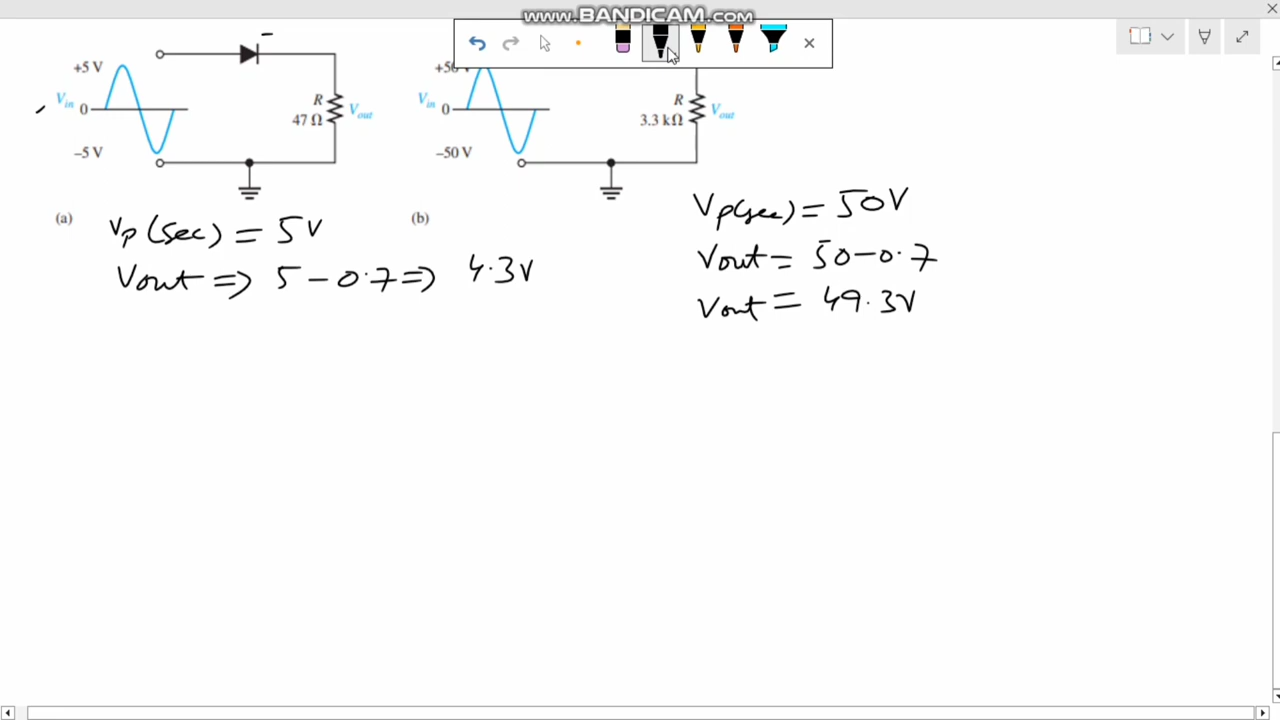 www.BANDICAM.com
+5 V
Vin
0
−5 V
R
47 Ω
Vout
(a)
Vin
0
−50 V
R
3.3 kΩ
Vout
(b)
Vp(sec) = 5V
Vout => 5 − 0.7 => 4.3V
Vp(sec) = 50V
Vout = 50−0.7
Vout = 49.3V